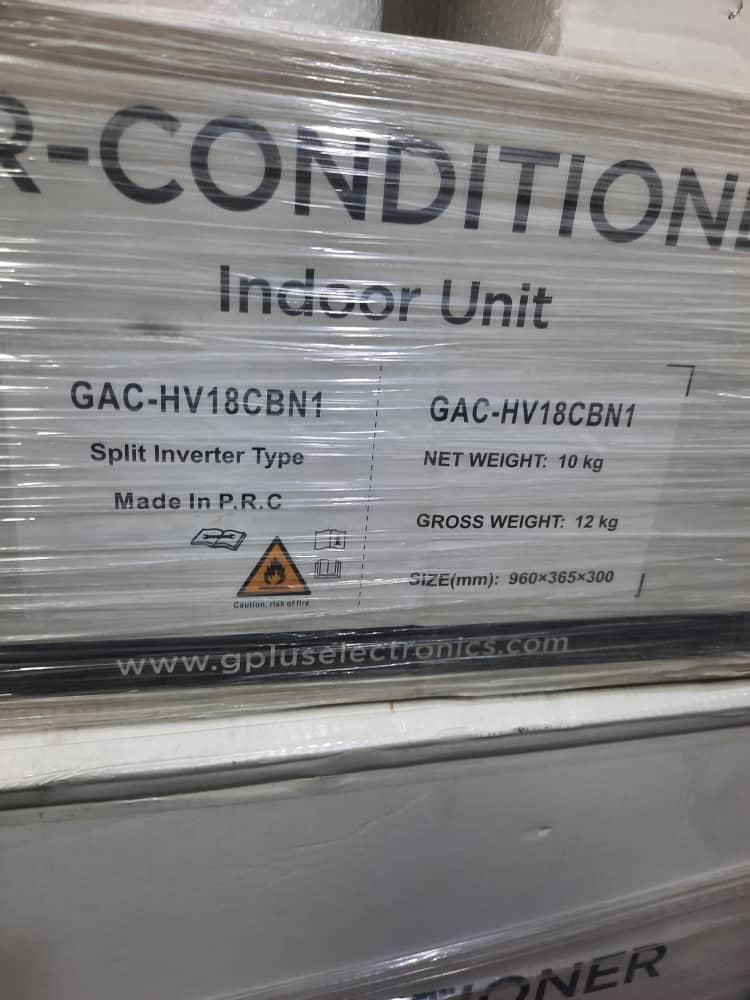 R-CONDITIONE
Indoor Unit
GAC-HV18CBN1
Split Inverter Type
Made In P.R.C
Caution, risk of fire
GAC-HV18CBN1
NET WEIGHT: 10 kg
GROSS WEIGHT: 12 kg
SIZE(mm): 960×365×300
www.gpluselectronics.com
TIONER